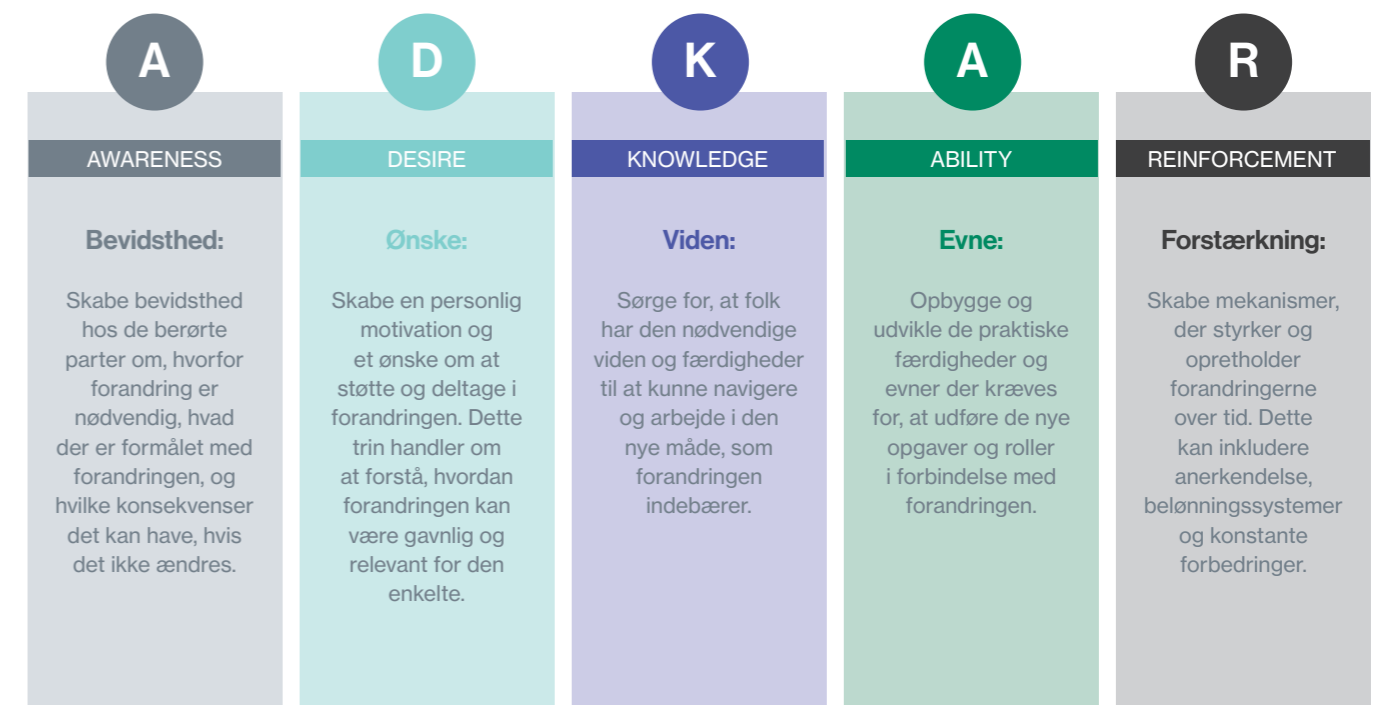 A
AWARENESS
Bevidsthed:
Skabe bevidsthed
hos de berørte
parter om, hvorfor
forandring er
nødvendig, hvad
der er formålet med
forandringen, og
hvilke konsekvenser
det kan have, hvis
det ikke ændres.
D
DESIRE
Ønske:
Skabe en personlig
motivation og
et ønske om at
støtte og deltage i
forandringen. Dette
trin handler om
at forstå, hvordan
forandringen kan
være gavnlig og
relevant for den
enkelte.
K
KNOWLEDGE
Viden:
Sørge for, at folk
har den nødvendige
viden og færdigheder
til at kunne navigere
og arbejde i den
nye måde, som
forandringen
indebærer.
A
ABILITY
Evne:
Opbygge og
udvikle de praktiske
færdigheder og
evner der kræves
for, at udføre de nye
opgaver og roller
i forbindelse med
forandringen.
R
REINFORCEMENT
Forstærkning:
Skabe mekanismer,
der styrker og
opretholder
forandringerne
over tid. Dette
kan inkludere
anerkendelse,
belønningssystemer
og konstante
forbedringer.